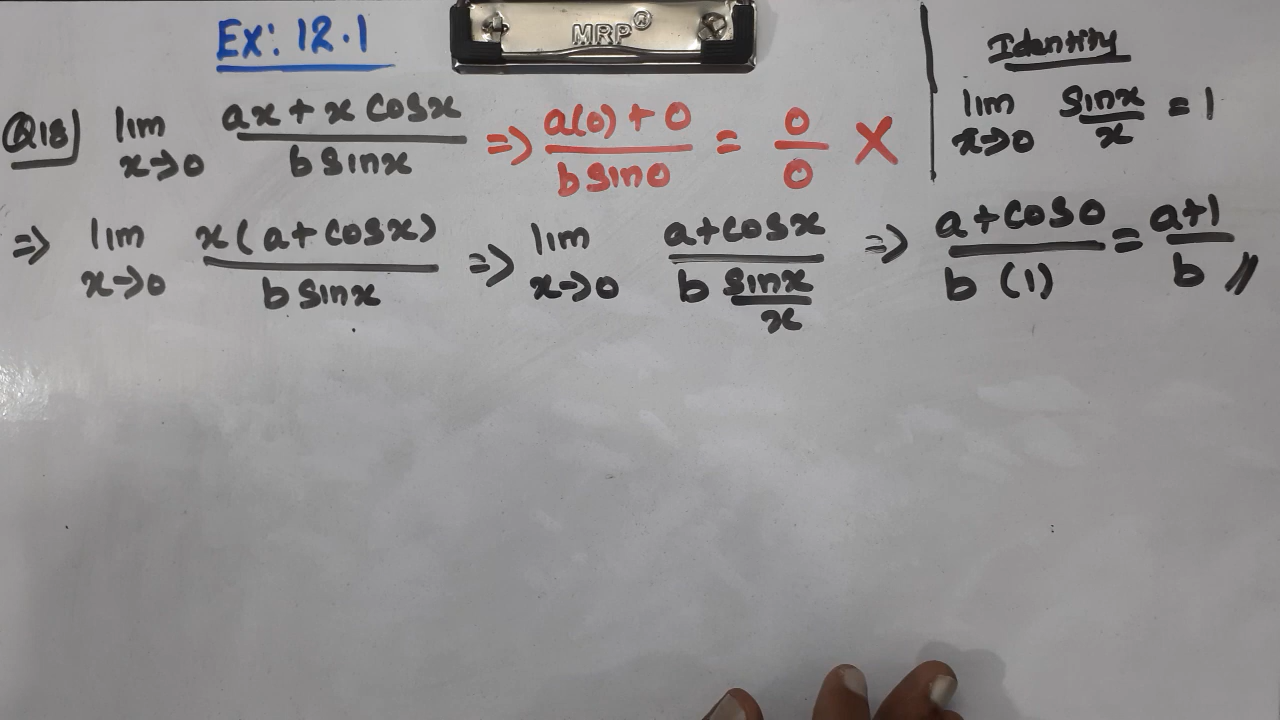 Ex: 12.1
MRP®
Identity
lim x→0 sinx/x = 1
Q18) lim x→0 (ax + x cosx)/(b sinx) => (a(0) + 0)/(b sin0) = 0/0 ×
=> lim x→0 x(a+cosx)/(b sinx) => lim x→0 (a+cosx)/(b sinx/x) => (a+cos0)/(b (1)) = (a+1)/b //